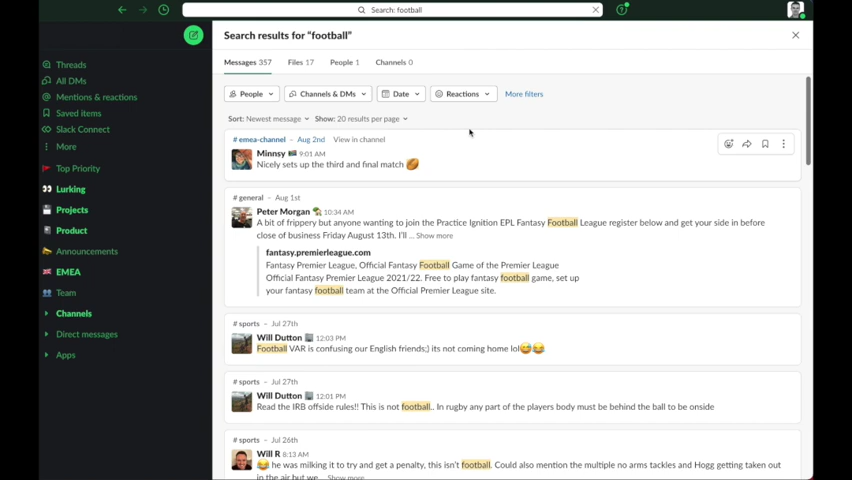 Search: football
Search results for “football”
Messages 357 Files 17 People 1 Channels 0
People Channels & DMs Date Reactions More filters
Sort: Newest message Show: 20 results per page
Threads
All DMs
Mentions & reactions
Saved items
Slack Connect
More
Top Priority
Lurking
Projects
Product
Announcements
EMEA
Team
Channels
Direct messages
Apps
# emea-channel – Aug 2nd View in channel
Minnsy 9:01 AM
Nicely sets up the third and final match
# general – Aug 1st
Peter Morgan 10:34 AM
A bit of frippery but anyone wanting to join the Practice Ignition EPL Fantasy Football League register below and get your side in before
close of business Friday August 13th. I'll ... Show more
fantasy.premierleague.com
Fantasy Premier League, Official Fantasy Football Game of the Premier League
Official Fantasy Premier League 2021/22. Free to play fantasy football game, set up
your fantasy football team at the Official Premier League site.
# sports – Jul 27th
Will Dutton 12:03 PM
Football VAR is confusing our English friends;) its not coming home lol
# sports – Jul 27th
Will Dutton 12:01 PM
Read the IRB offside rules!! This is not football.. In rugby any part of the players body must be behind the ball to be onside
# sports – Jul 26th
Will R 8:13 AM
he was milking it to try and get a penalty, this isn't football. Could also mention the multiple no arms tackles and Hogg getting taken out
in the air but we... Show more